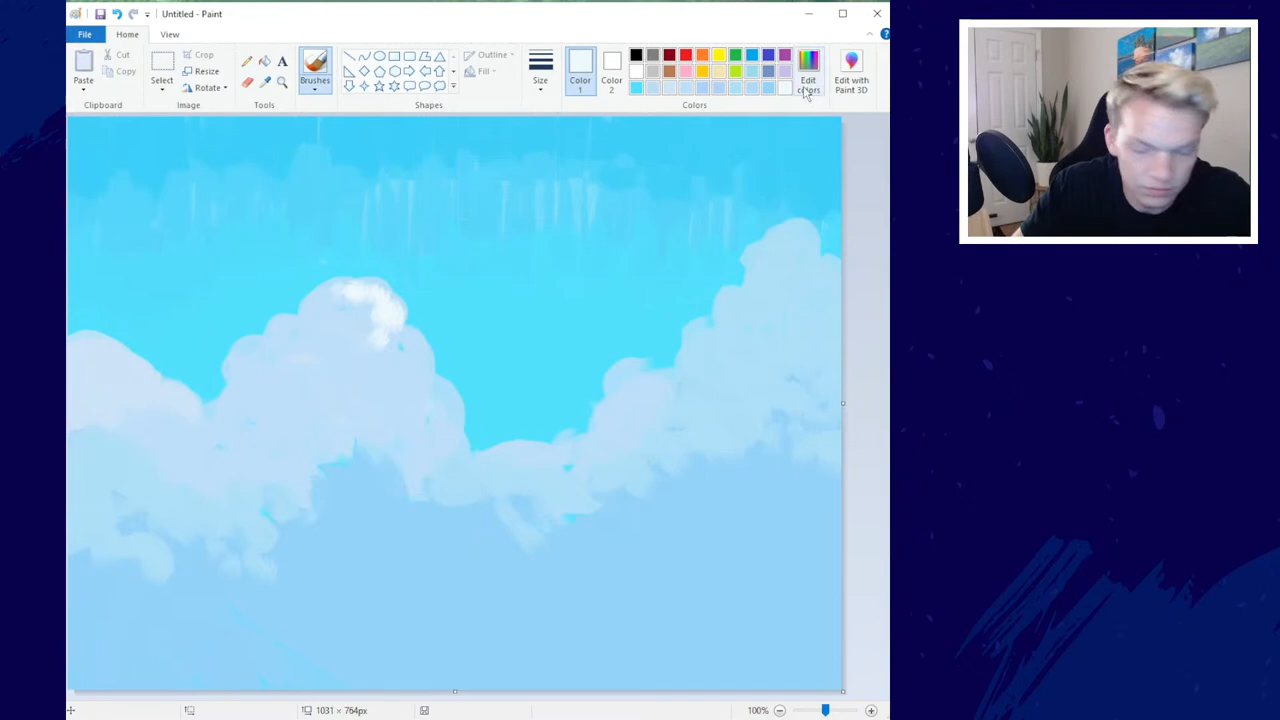 Untitled - Paint
File Home View
Paste
Cut
Copy
Clipboard
Select
Crop
Resize
Rotate
Image
A
Tools
Brushes
Outline
Fill
Shapes
Size
Color
1
Color
2
Edit
colors
Colors
Edit with
Paint 3D
1031 × 764px
100%